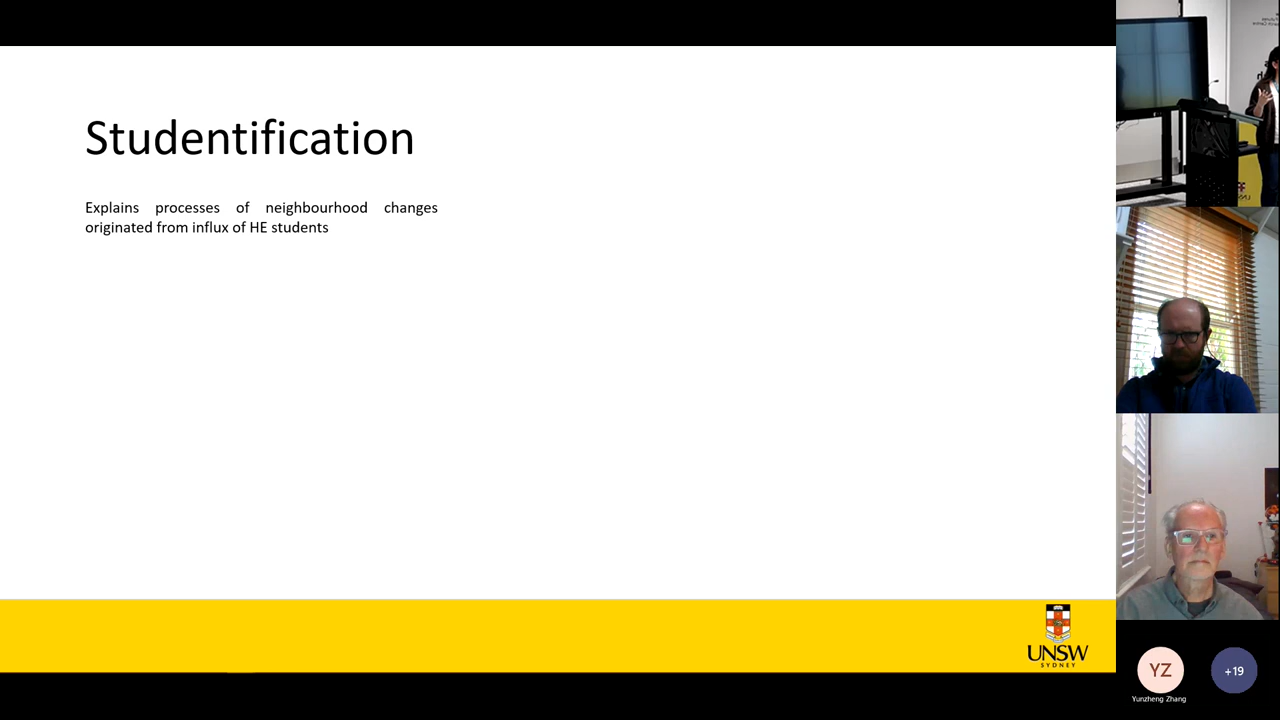 Studentification
Explains processes of neighbourhood changes
originated from influx of HE students
UNSW
SYDNEY
YZ
+19
Yunzheng Zhang